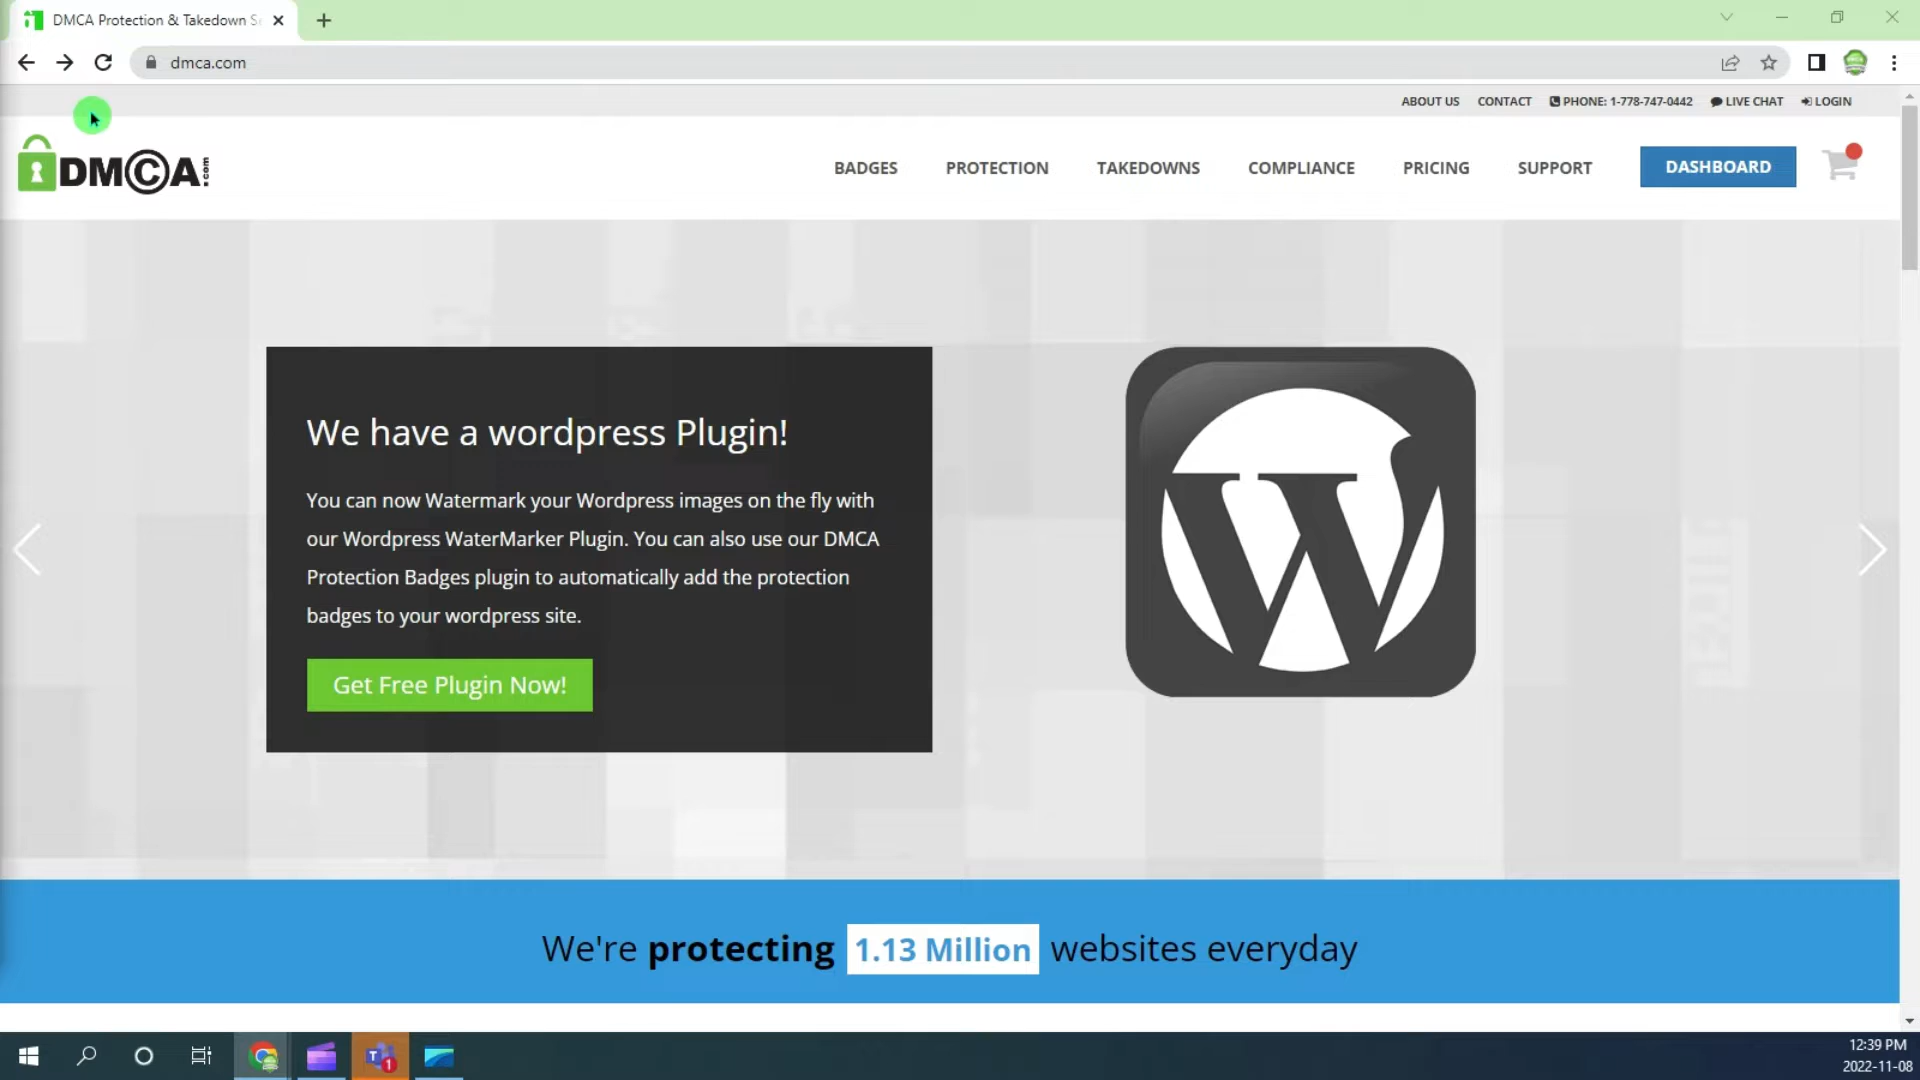 DMCA Protection & Takedown Se
dmca.com
ABOUT US CONTACT PHONE: 1-778-747-0442 LIVE CHAT LOGIN
DMCA.com
BADGES PROTECTION TAKEDOWNS COMPLIANCE PRICING SUPPORT DASHBOARD
We have a wordpress Plugin!
You can now Watermark your Wordpress images on the fly with
our Wordpress WaterMarker Plugin. You can also use our DMCA
Protection Badges plugin to automatically add the protection
badges to your wordpress site.
Get Free Plugin Now!
We're protecting 1.13 Million websites everyday
12:39 PM
2022-11-08